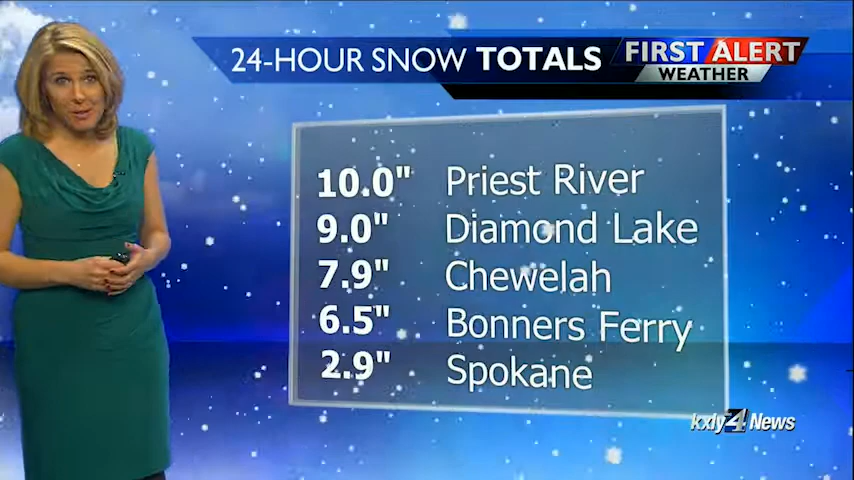 24-HOUR SNOW TOTALS
FIRST ALERT
WEATHER
10.0" Priest River
9.0" Diamond Lake
7.9" Chewelah
6.5" Bonners Ferry
2.9" Spokane
kxly4 News